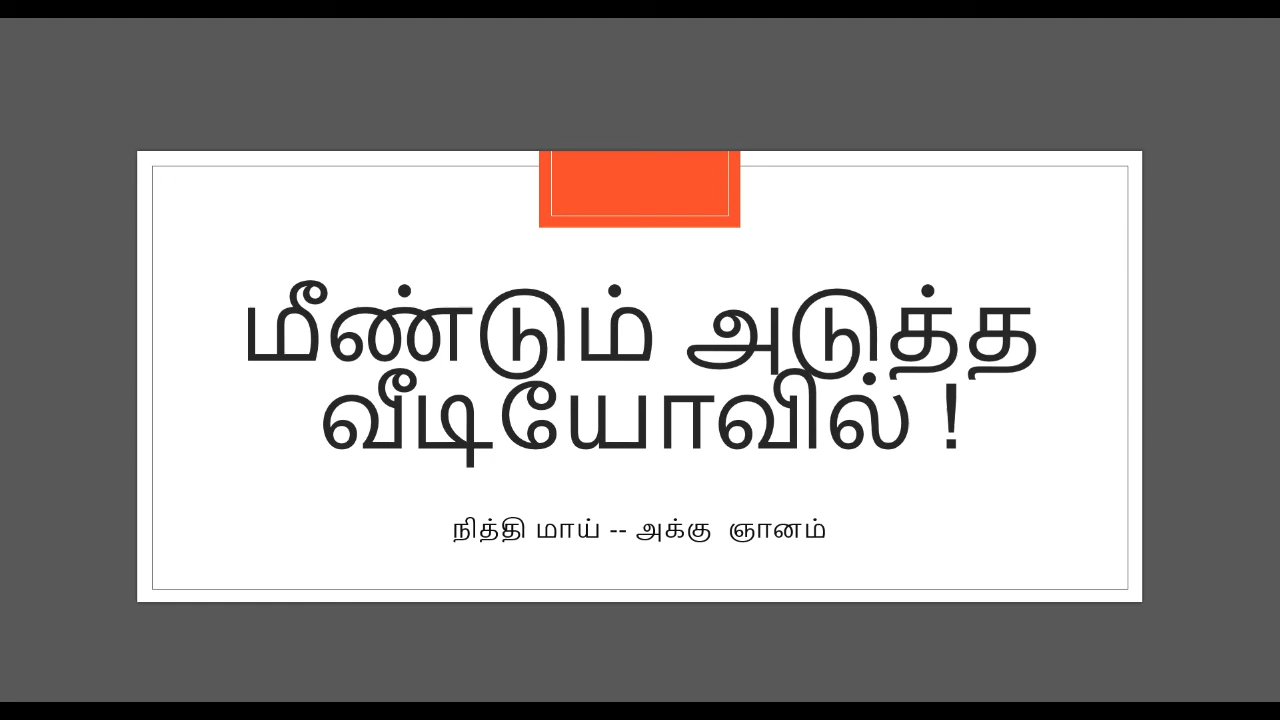 மீண்டும் அடுத்த
வீடியோவில் !
நித்தி மாய் -- அக்கு ஞானம்